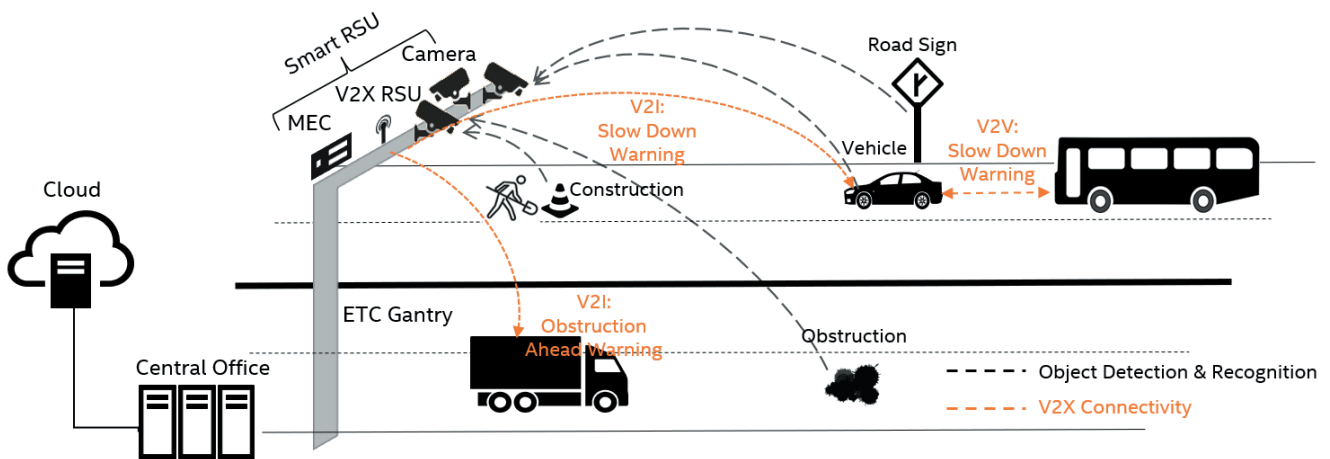 Smart RSU
Camera
V2X RSU
MEC
Road Sign
V2I:
Slow Down
Warning
Vehicle
V2V:
Slow Down
Warning
Construction
Cloud
ETC Gantry
V2I:
Obstruction
Ahead Warning
Obstruction
Central Office
Object Detection & Recognition
V2X Connectivity